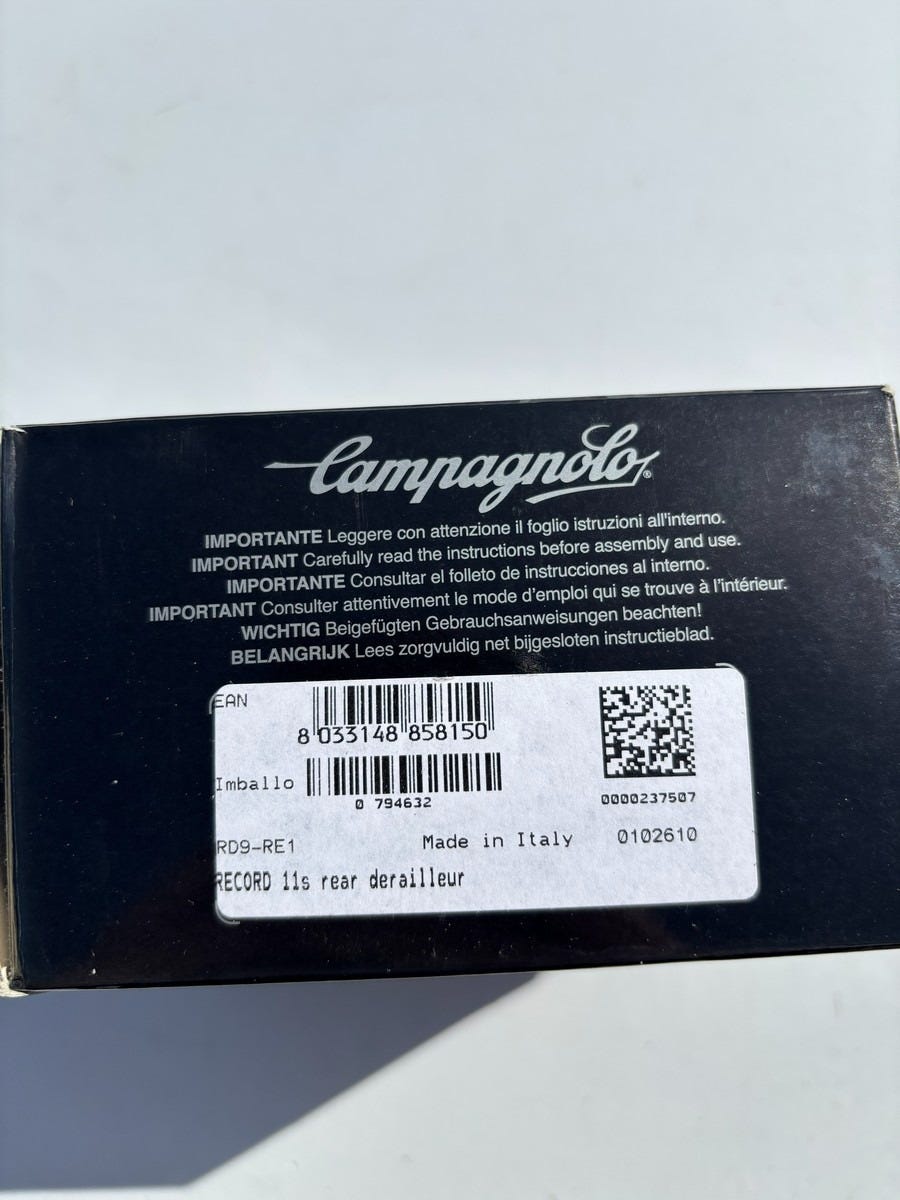 Campagnolo®
IMPORTANTE Leggere con attenzione il foglio istruzioni all'interno.
IMPORTANT Carefully read the instructions before assembly and use.
IMPORTANTE Consultar el folleto de instrucciones al interno.
IMPORTANT Consulter attentivement le mode d'emploi qui se trouve à l'intérieur.
WICHTIG Beigefügten Gebrauchsanweisungen beachten!
BELANGRIJK Lees zorgvuldig net bijgesloten instructieblad.
EAN
8 033148 858150
Imballo
0 794632
0000237507
RD9-RE1 Made in Italy 0102610
RECORD 11s rear derailleur